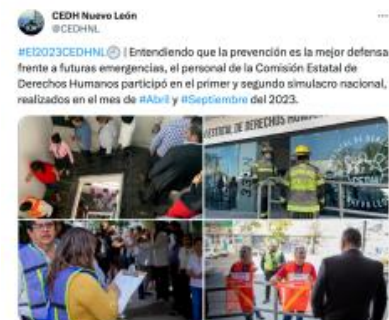 CEDH Nuevo León
@CEDHNL
#El2023CEDHNL | Entendiendo que la prevención es la mejor defensa
frente a futuras emergencias, el personal de la Comisión Estatal de
Derechos Humanos participó en el primer y segundo simulacro nacional,
realizados en el mes de #Abril y #Septiembre del 2023.
ESTATAL DE DERECHOS